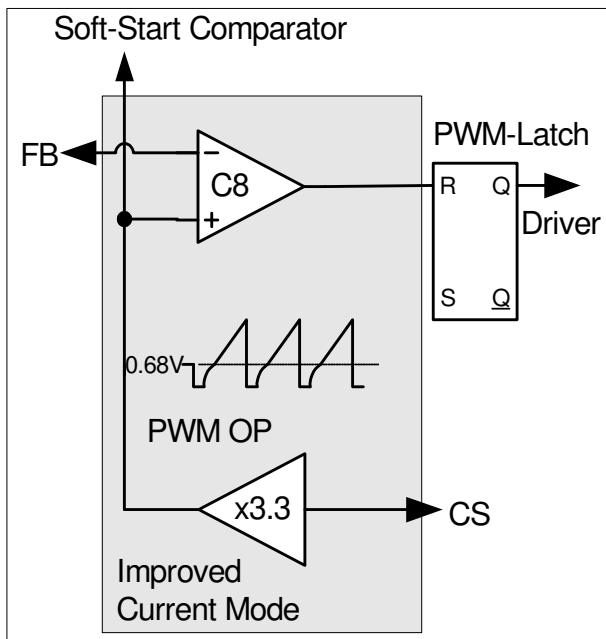 Soft-Start Comparator
FB
−
C8
+
PWM-Latch
R Q
Driver
S Q
0.68V
PWM OP
x3.3
CS
Improved
Current Mode